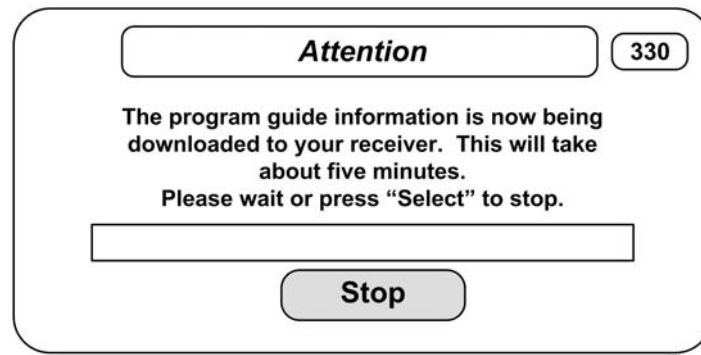 Attention
330
The program guide information is now being
downloaded to your receiver.  This will take
about five minutes.
Please wait or press “Select” to stop.
Stop